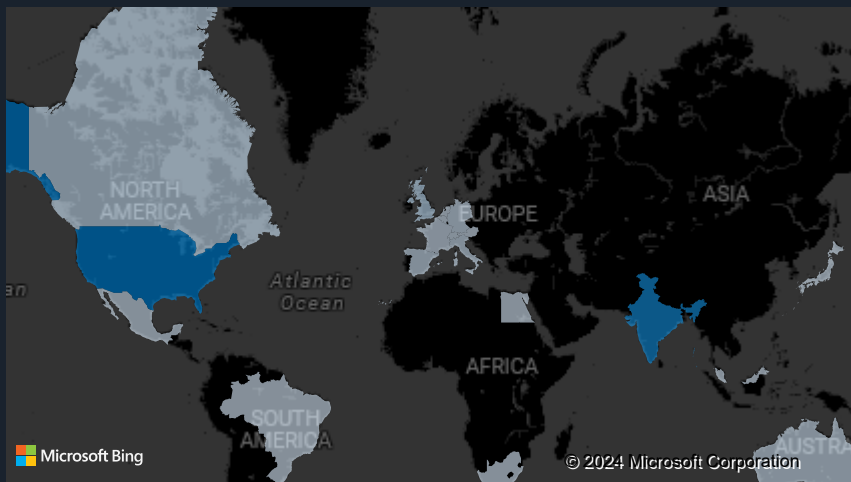 NORTH
AMERICA
EUROPE
ASIA
an
Atlantic
Ocean
AFRICA
SOUTH
AMERICA
AUSTRA
Microsoft Bing
© 2024 Microsoft Corporation